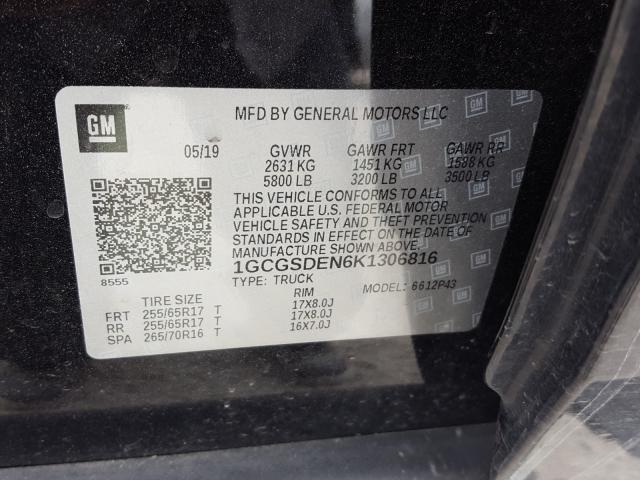 GM
MFD BY GENERAL MOTORS LLC
05/19 GVWR GAWR FRT GAWR RR
2631 KG 1451 KG 1588 KG
5800 LB 3200 LB 3500 LB
THIS VEHICLE CONFORMS TO ALL
APPLICABLE U.S. FEDERAL MOTOR
VEHICLE SAFETY AND THEFT PREVENTION
STANDARDS IN EFFECT ON THE DATE OF
MANUFACTURE SHOWN ABOVE.
1GCGSDEN6K1306816
8555
TYPE: TRUCK MODEL: 6612P43
TIRE SIZE RIM
FRT 255/65R17 T 17X8.0J
RR 255/65R17 T 17X8.0J
SPA 265/70R16 T 16X7.0J